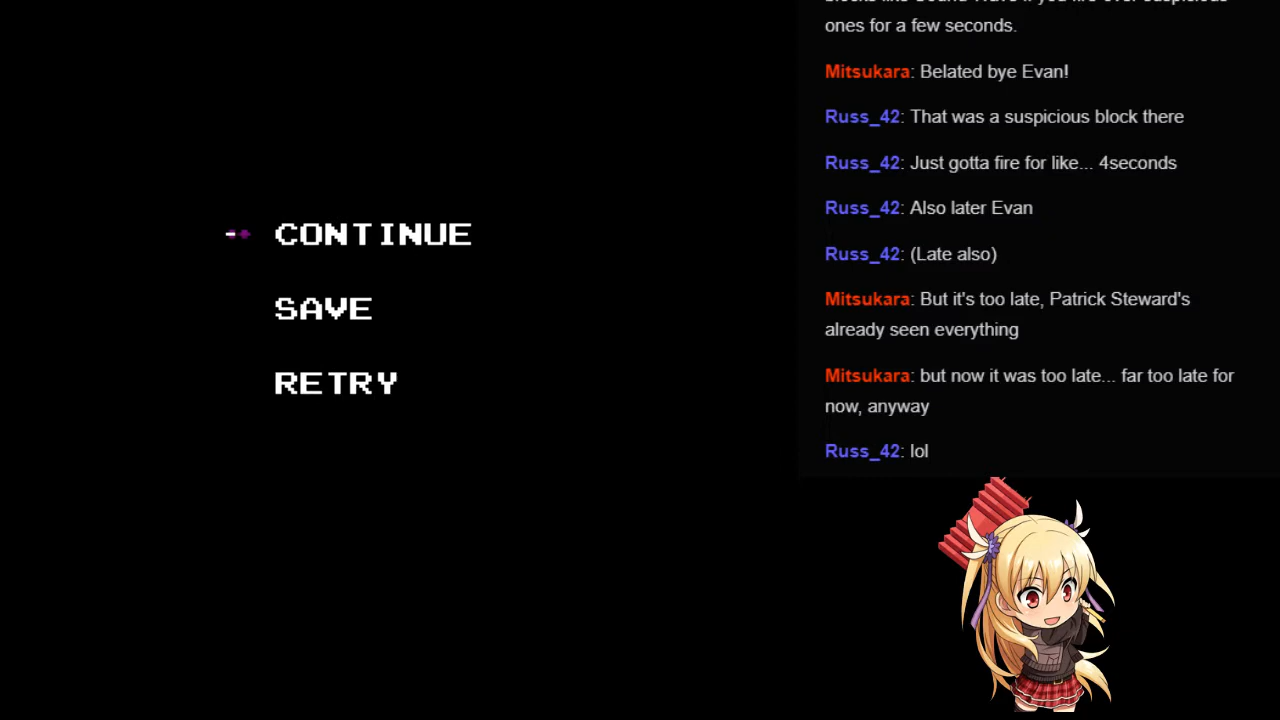 CONTINUE
SAVE
RETRY
ones for a few seconds.
Mitsukara: Belated bye Evan!
Russ_42: That was a suspicious block there
Russ_42: Just gotta fire for like... 4seconds
Russ_42: Also later Evan
Russ_42: (Late also)
Mitsukara: But it's too late, Patrick Steward's
already seen everything
Mitsukara: but now it was too late... far too late for
now, anyway
Russ_42: lol